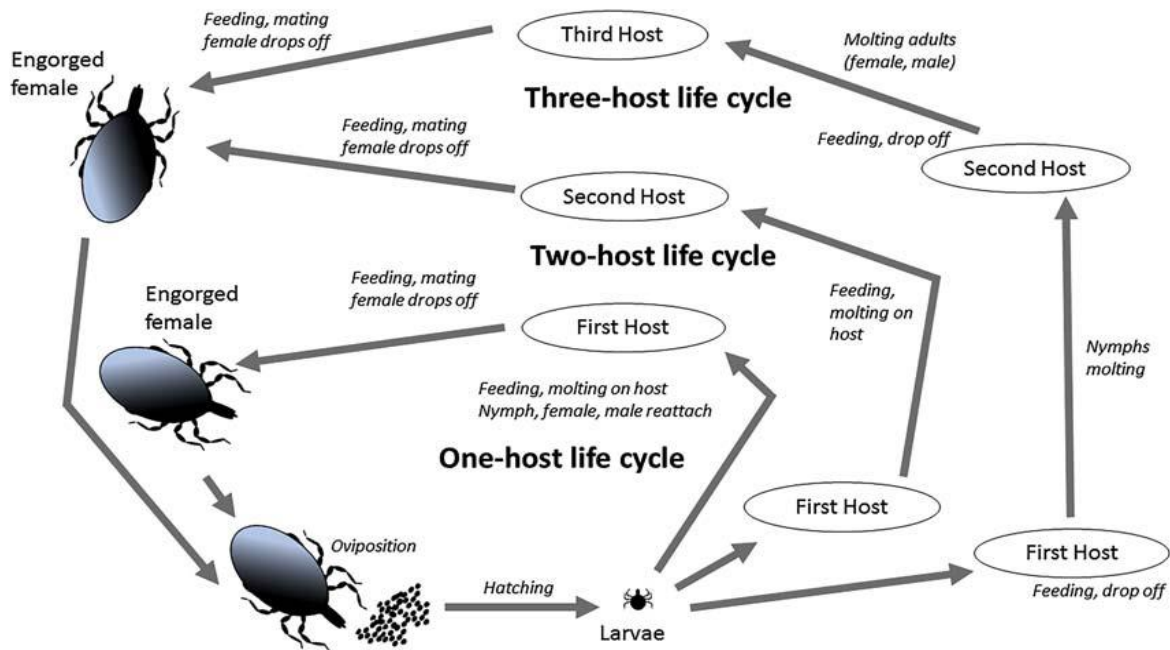 Feeding, mating
female drops off
Third Host
Molting adults
(female, male)
Engorged
female
Three-host life cycle
Feeding, mating
female drops off
Feeding, drop off
Second Host
Second Host
Two-host life cycle
Engorged
female
Feeding, mating
female drops off
First Host
Feeding,
molting on
host
Nymphs
molting
Feeding, molting on host
Nymph, female, male reattach
One-host life cycle
First Host
Oviposition
Hatching
Larvae
First Host
Feeding, drop off